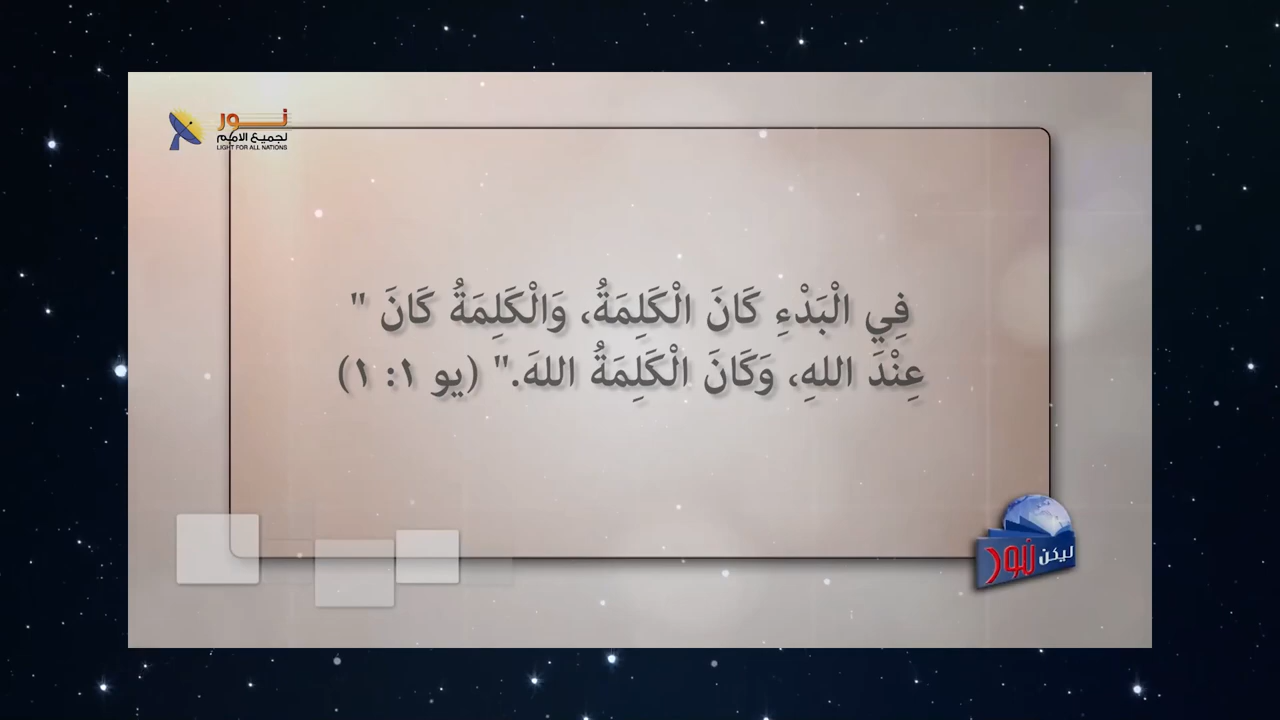 نور
لجميع الامم
LIGHT FOR ALL NATIONS
فِي الْبَدْءِ كَانَ الْكَلِمَةُ، وَالْكَلِمَةُ كَانَ "
عِنْدَ اللهِ، وَكَانَ الْكَلِمَةُ اللهَ." (يو ١: ١)
ليكن نور